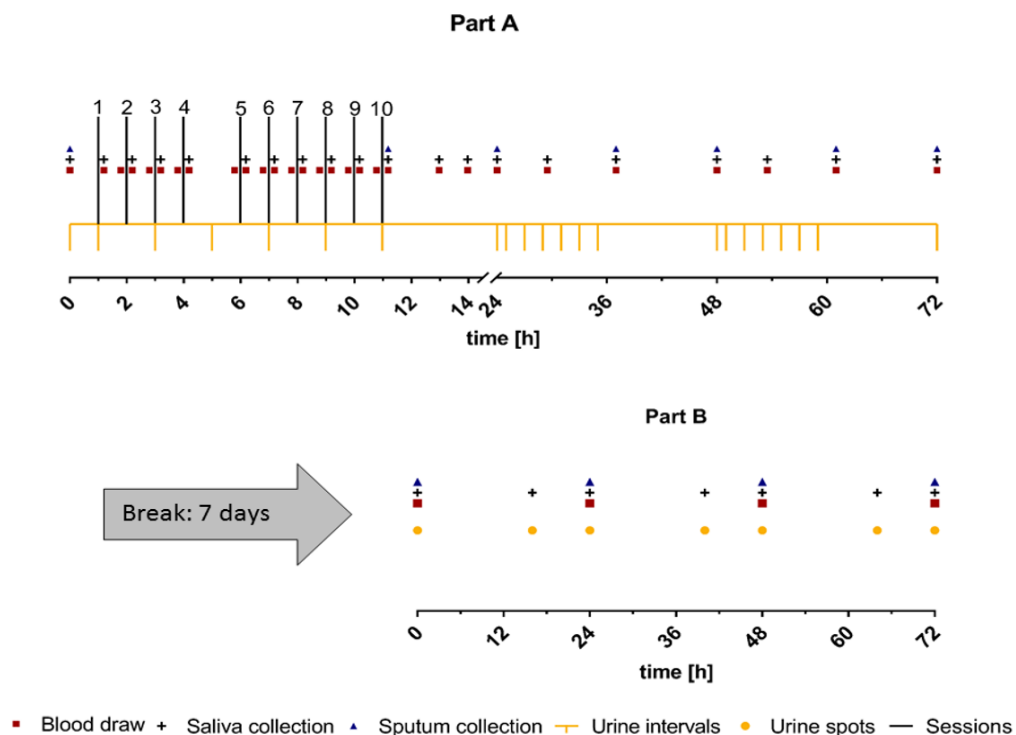 Part A
1 2 3 4 5 6 7 8 9 10
0 2 4 6 8 10 12 14 24 36 48 60 72
time [h]
Part B
Break: 7 days
0 12 24 36 48 60 72
time [h]
Blood draw Saliva collection Sputum collection Urine intervals Urine spots Sessions